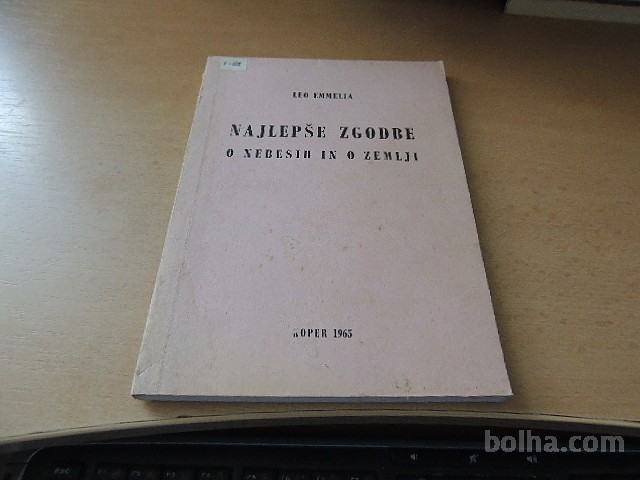 LEO EMMELIA
NAJLEPŠE ZGODBE
O NEBESIH IN O ZEMLJI
KOPER 1965
bolha.com